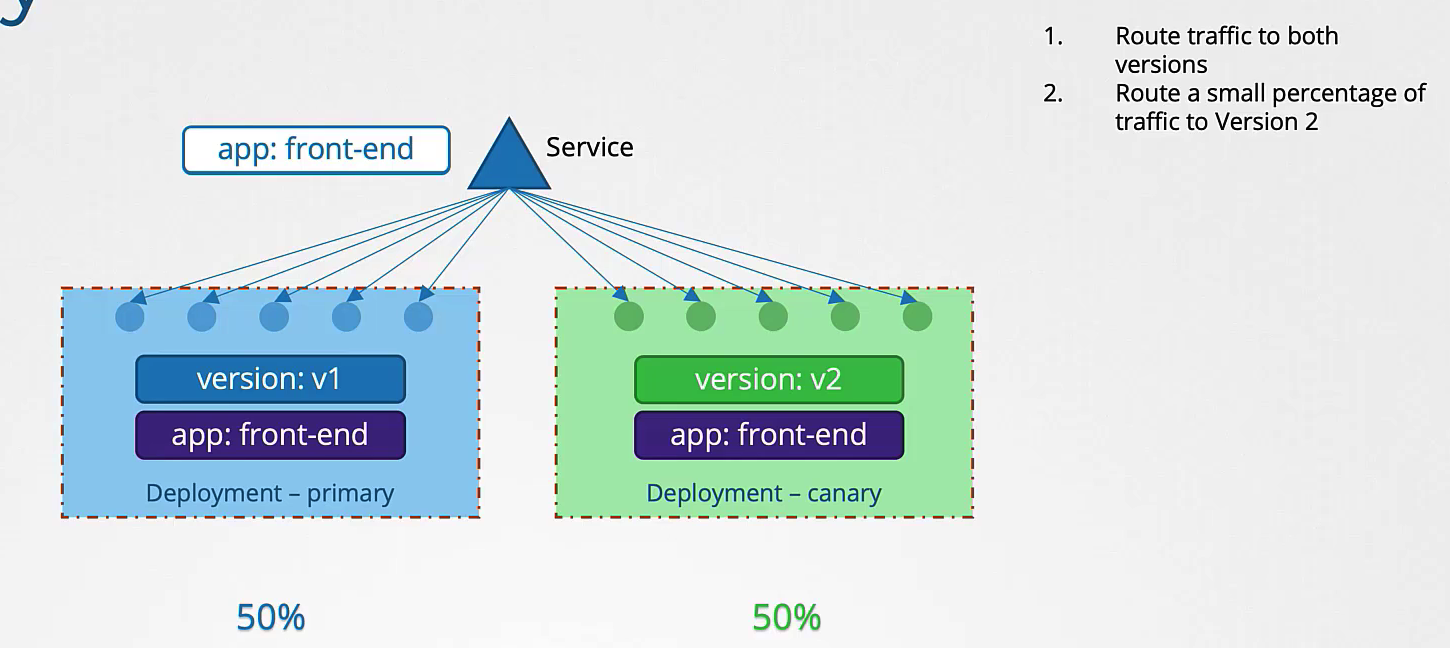 y
1. Route traffic to both
versions
2. Route a small percentage of
traffic to Version 2
app: front-end
Service
version: v1
app: front-end
Deployment – primary
version: v2
app: front-end
Deployment – canary
50%
50%